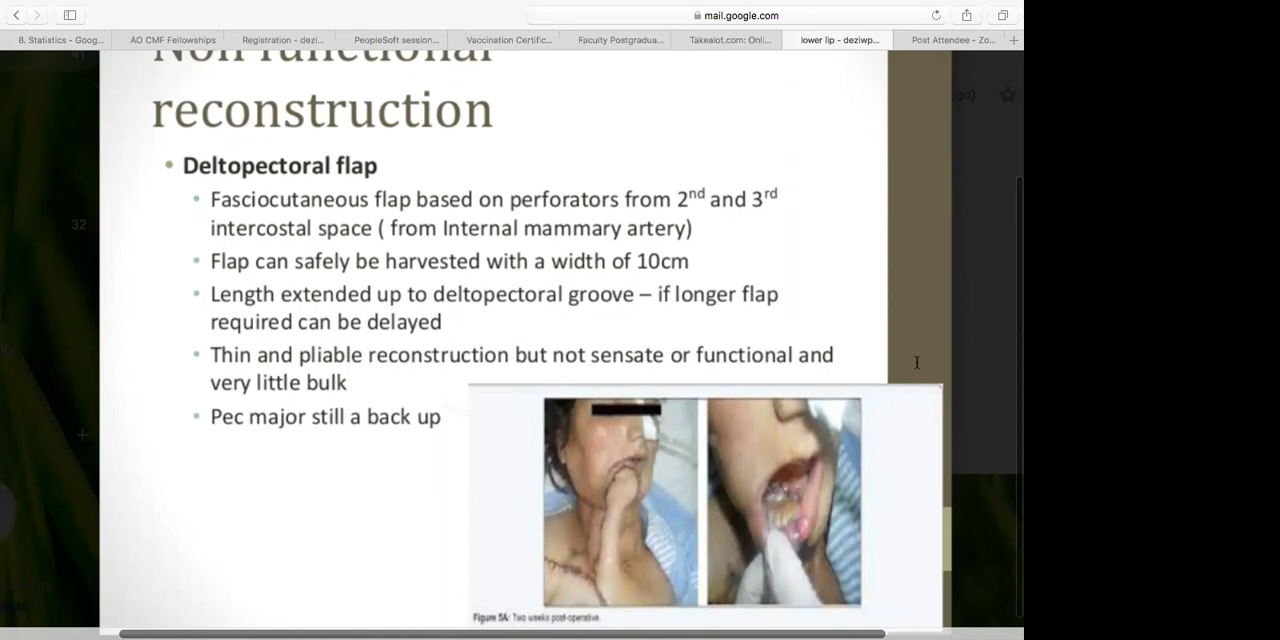 mail.google.com
8. Statistics - Goog...
AO CMF Fellowships
Registration - dezi...
PeopleSoft session...
Vaccination Certific...
Faculty Postgradua...
Takealot.com: Onli...
lower lip - deziwp...
Post Attendee - Zo...
Non functional
reconstruction
Deltopectoral flap
Fasciocutaneous flap based on perforators from 2nd and 3rd
intercostal space ( from Internal mammary artery)
Flap can safely be harvested with a width of 10cm
Length extended up to deltopectoral groove – if longer flap
required can be delayed
Thin and pliable reconstruction but not sensate or functional and
very little bulk
Pec major still a back up
Figure 5A: Two weeks post-operative.
32